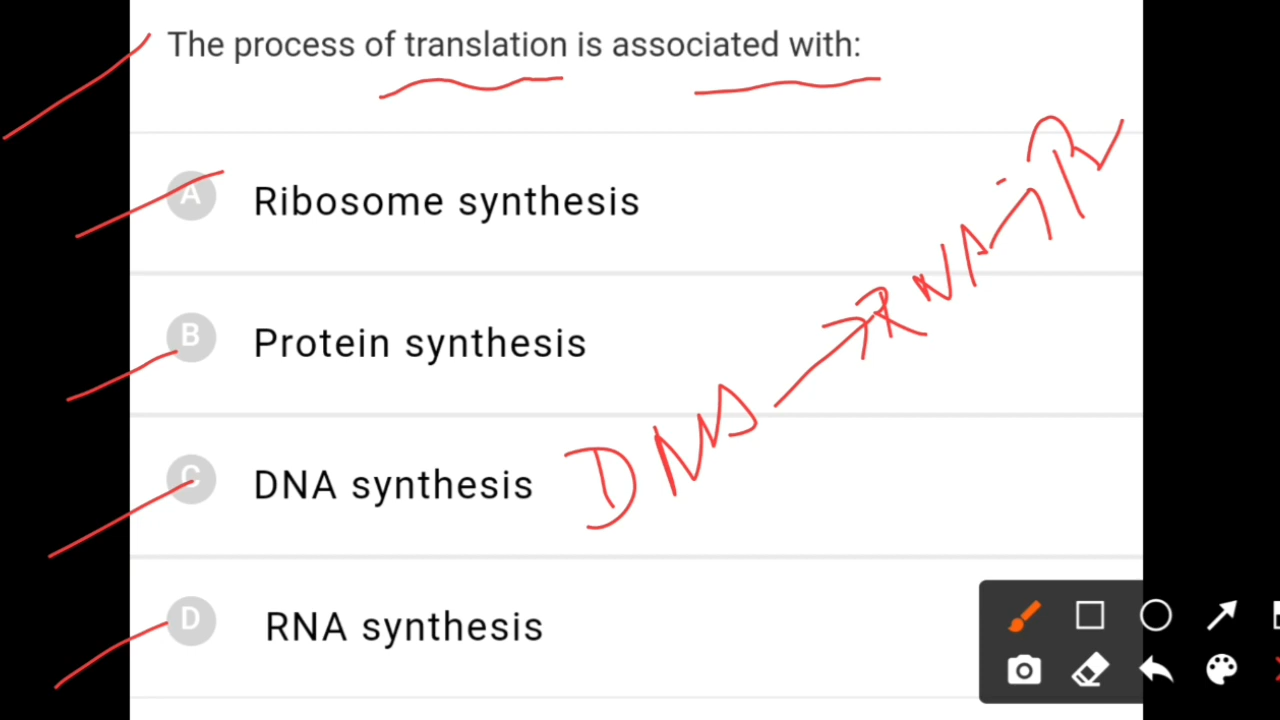 The process of translation is associated with:
A Ribosome synthesis
B Protein synthesis
C DNA synthesis
D RNA synthesis
DNA → RNA → P